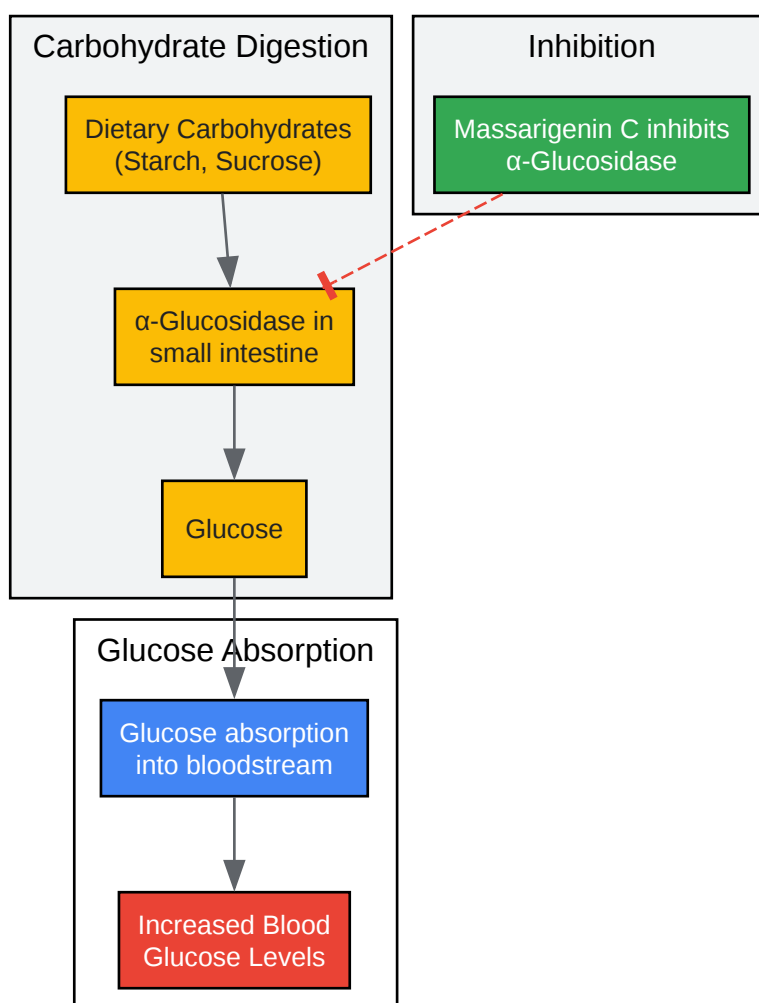 Carbohydrate Digestion
Dietary Carbohydrates
(Starch, Sucrose)
α-Glucosidase in
small intestine
Glucose
Inhibition
Massarigenin C inhibits
α-Glucosidase
Glucose Absorption
Glucose absorption
into bloodstream
Increased Blood
Glucose Levels